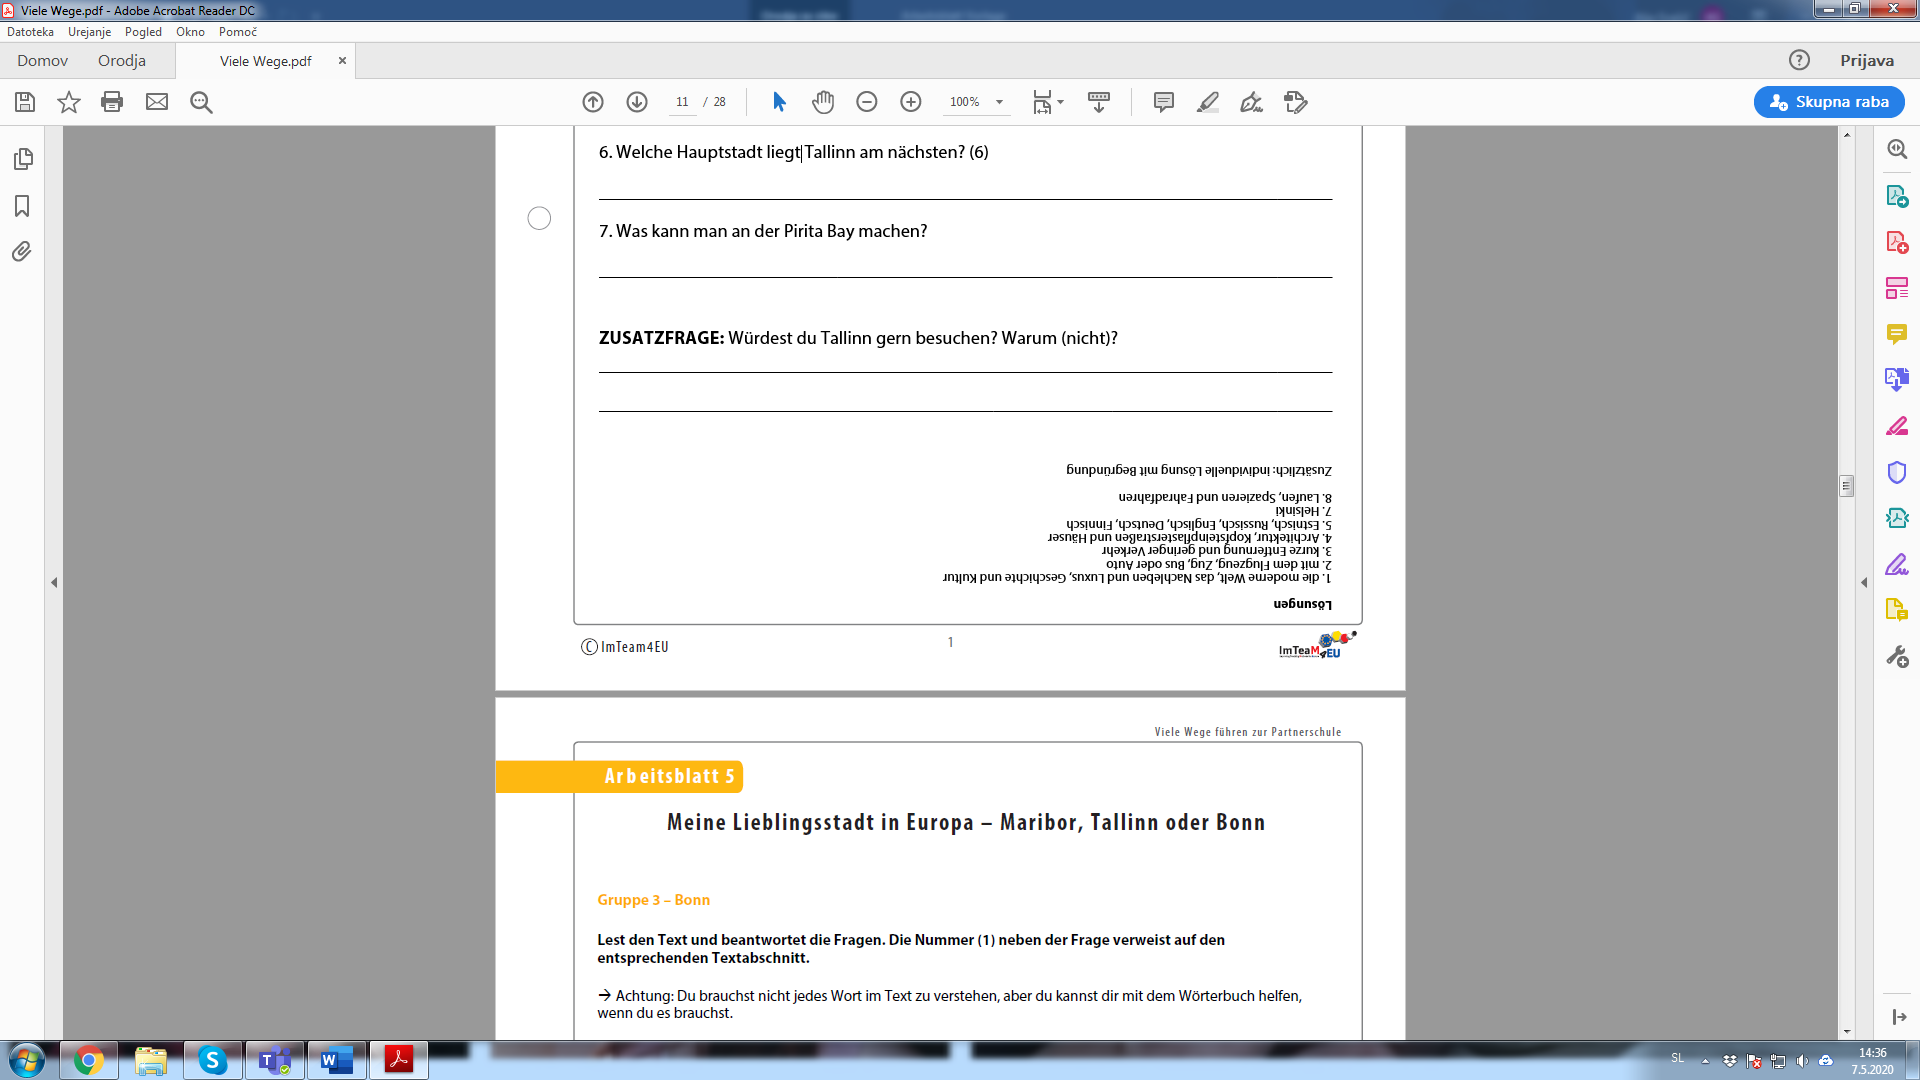 Viele Wege.pdf - Adobe Acrobat Reader DC
Datoteka Urejanje Pogled Okno Pomoč
Domov Orodja Viele Wege.pdf Prijava
11 / 28 100% Skupna raba
6. Welche Hauptstadt liegt Tallinn am nächsten? (6)
7. Was kann man an der Pirita Bay machen?
ZUSATZFRAGE: Würdest du Tallinn gern besuchen? Warum (nicht)?
Lösungen
1. die moderne Welt, das Nachleben und Luxus, Geschichte und Kultur
2. mit dem Flugzeug, Zug, Bus oder Auto
3. kurze Entfernung und geringer Verkehr
4. Architektur, Kopfsteinpflasterstraßen und Häuser
5. Estnisch, Russisch, Englisch, Deutsch, Finnisch
7. Helsinki
8. Laufen, Spazieren und Fahradfahren
Zusätzlich: individuelle Lösung mit Begründung
© ImTeam4EU
1
ImTeaM4EU
Viele Wege führen zur Partnerschule
Arbeitsblatt 5
Meine Lieblingsstadt in Europa – Maribor, Tallinn oder Bonn
Gruppe 3 – Bonn
Lest den Text und beantwortet die Fragen. Die Nummer (1) neben der Frage verweist auf den
entsprechenden Textabschnitt.
→ Achtung: Du brauchst nicht jedes Wort im Text zu verstehen, aber du kannst dir mit dem Wörterbuch helfen,
wenn du es brauchst.
SL
14:36
7.5.2020